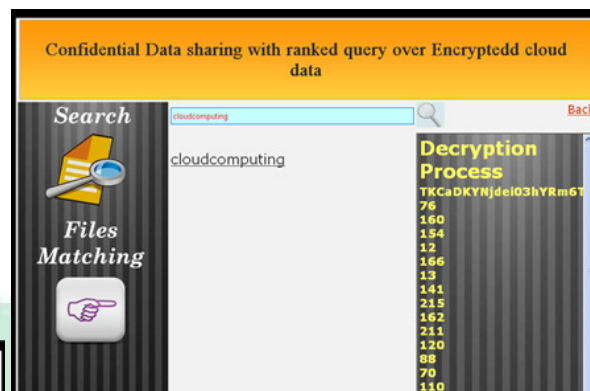 Confidential Data sharing with ranked query over Encryptedd cloud
data
Search
Files
Matching
cloudcomputing
cloudcomputing
Back
Decryption
Process
TKCaDKYNjdei03hYRm6T
76
160
154
12
166
13
141
215
162
211
120
88
70
110